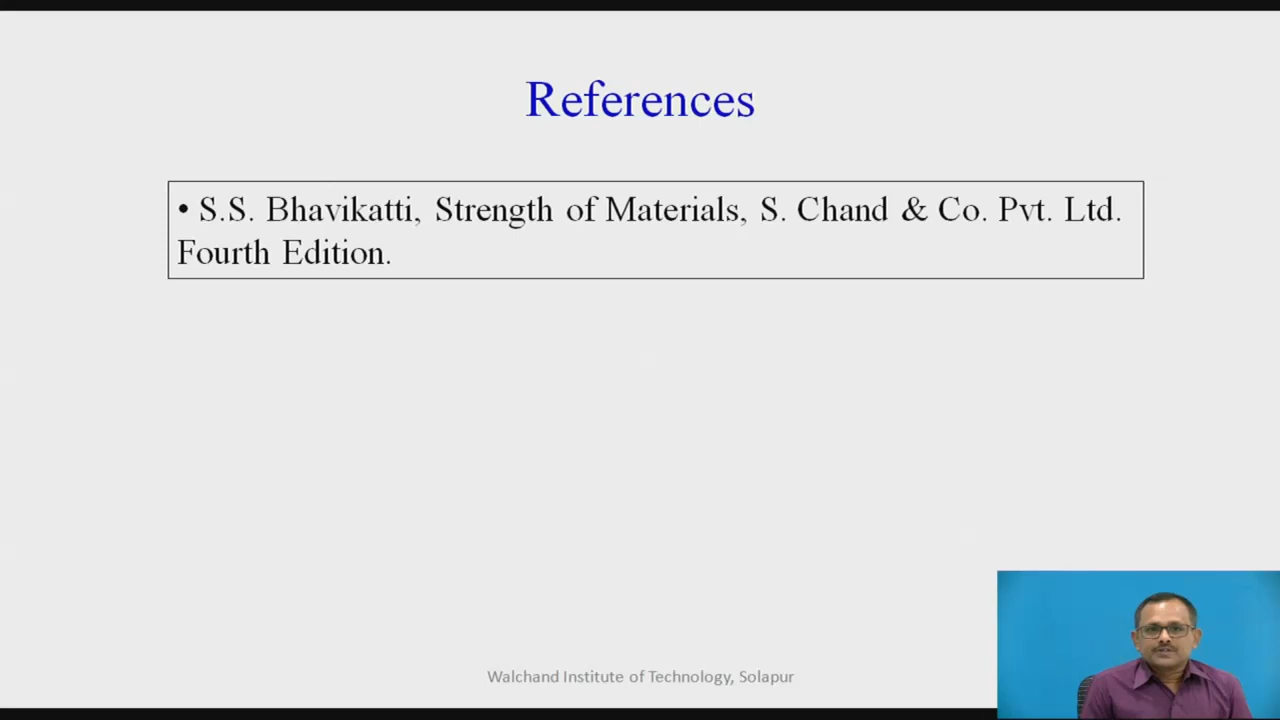 References
• S.S. Bhavikatti, Strength of Materials, S. Chand & Co. Pvt. Ltd.
Fourth Edition.
Walchand Institute of Technology, Solapur